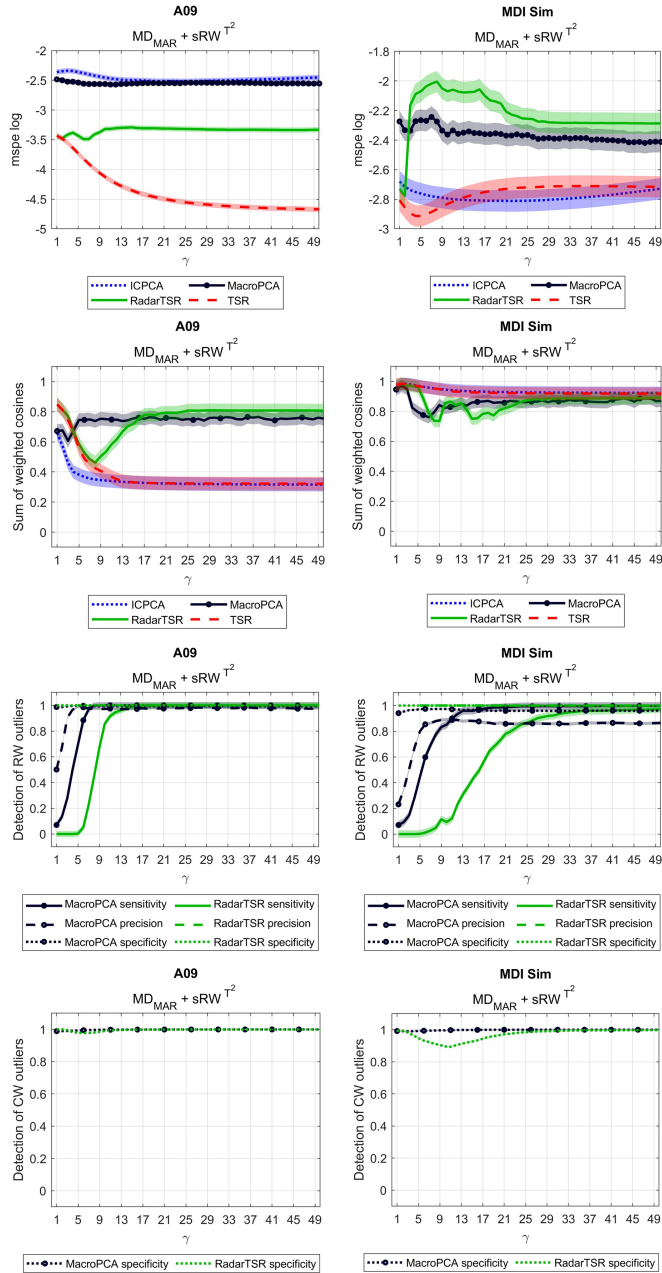 A09
MD_MAR + sRW T^2
mspe log
-2
-2.5
-3
-3.5
-4
-4.5
-5
1 5 9 13 17 21 25 29 33 37 41 45 49
γ
ICPCA MacroPCA
RadarTSR TSR
MDI Sim
MD_MAR + sRW T^2
mspe log
-1.8
-2
-2.2
-2.4
-2.6
-2.8
-3
1 5 9 13 17 21 25 29 33 37 41 45 49
γ
ICPCA MacroPCA
RadarTSR TSR
A09
MD_MAR + sRW T^2
Sum of weighted cosines
1
0.8
0.6
0.4
0.2
0
1 5 9 13 17 21 25 29 33 37 41 45 49
γ
ICPCA MacroPCA
RadarTSR TSR
MDI Sim
MD_MAR + sRW T^2
Sum of weighted cosines
1
0.8
0.6
0.4
0.2
0
1 5 9 13 17 21 25 29 33 37 41 45 49
γ
ICPCA MacroPCA
RadarTSR TSR
A09
MD_MAR + sRW T^2
Detection of RW outliers
1
0.8
0.6
0.4
0.2
0
1 5 9 13 17 21 25 29 33 37 41 45 49
γ
MacroPCA sensitivity RadarTSR sensitivity
MacroPCA precision RadarTSR precision
MacroPCA specificity RadarTSR specificity
MDI Sim
MD_MAR + sRW T^2
Detection of RW outliers
1
0.8
0.6
0.4
0.2
0
1 5 9 13 17 21 25 29 33 37 41 45 49
γ
MacroPCA sensitivity RadarTSR sensitivity
MacroPCA precision RadarTSR precision
MacroPCA specificity RadarTSR specificity
A09
MD_MAR + sRW T^2
Detection of CW outliers
1
0.8
0.6
0.4
0.2
0
1 5 9 13 17 21 25 29 33 37 41 45 49
γ
MacroPCA specificity RadarTSR specificity
MDI Sim
MD_MAR + sRW T^2
Detection of CW outliers
1
0.8
0.6
0.4
0.2
0
1 5 9 13 17 21 25 29 33 37 41 45 49
γ
MacroPCA specificity RadarTSR specificity